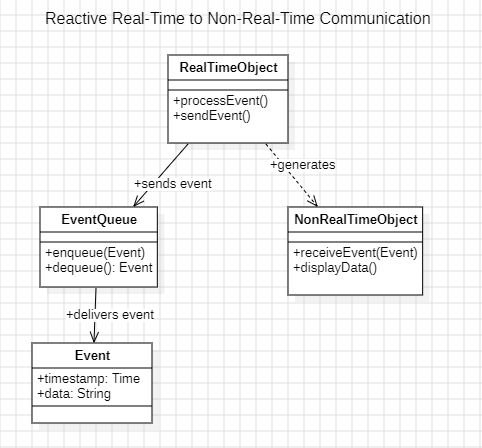 Reactive Real-Time to Non-Real-Time Communication
RealTimeObject
+processEvent()
+sendEvent()
+sends event
+generates
EventQueue
+enqueue(Event)
+dequeue(): Event
NonRealTimeObject
+receiveEvent(Event)
+displayData()
+delivers event
Event
+timestamp: Time
+data: String